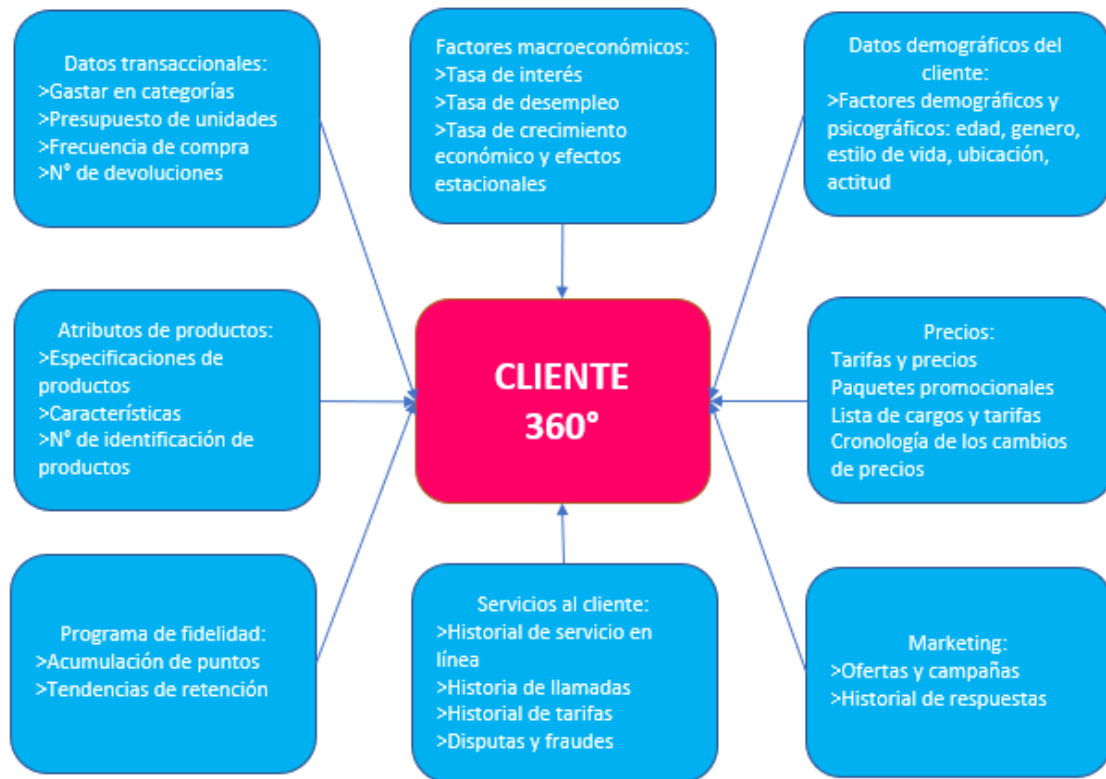 Datos transaccionales:
>Gastar en categorías
>Presupuesto de unidades
>Frecuencia de compra
>N° de devoluciones
Factores macroeconómicos:
>Tasa de interés
>Tasa de desempleo
>Tasa de crecimiento
económico y efectos
estacionales
Datos demográficos del
cliente:
>Factores demográficos y
psicográficos: edad, genero,
estilo de vida, ubicación,
actitud
Atributos de productos:
>Especificaciones de
productos
>Características
>N° de identificación de
productos
CLIENTE
360°
Precios:
Tarifas y precios
Paquetes promocionales
Lista de cargos y tarifas
Cronología de los cambios
de precios
Programa de fidelidad:
>Acumulación de puntos
>Tendencias de retención
Servicios al cliente:
>Historial de servicio en
línea
>Historia de llamadas
>Historial de tarifas
>Disputas y fraudes
Marketing:
>Ofertas y campañas
>Historial de respuestas